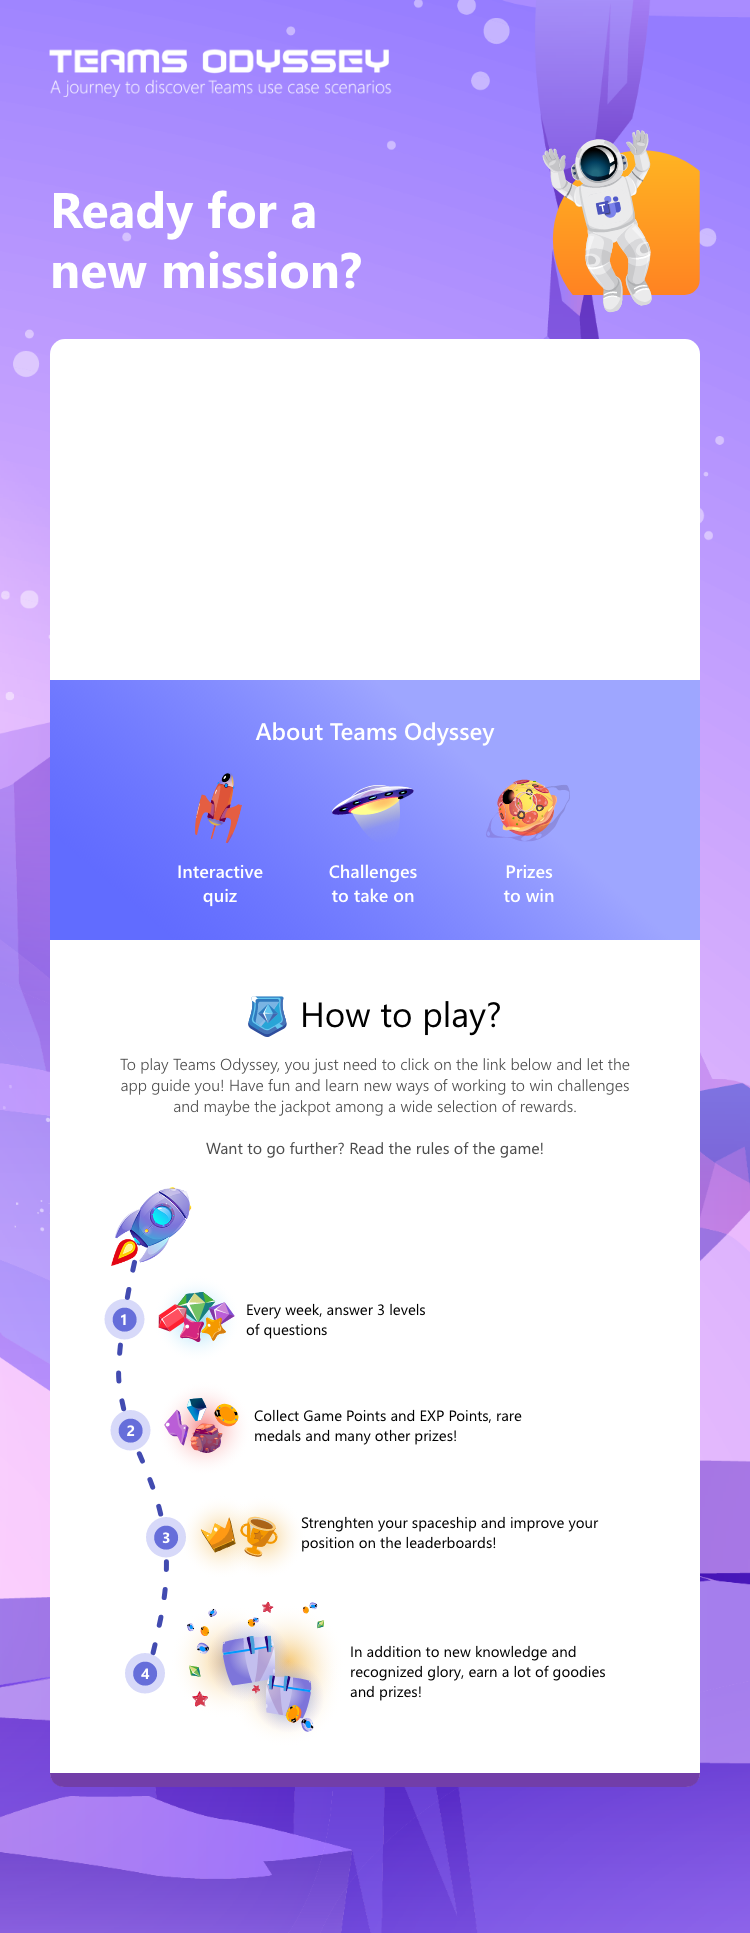 TEAMS ODYSSEY
A journey to discover Teams use case scenarios
Ready for a
new mission?
T
About Teams Odyssey
Interactive
quiz
Challenges
to take on
Prizes
to win
How to play?
To play Teams Odyssey, you just need to click on the link below and let the
app guide you! Have fun and learn new ways of working to win challenges
and maybe the jackpot among a wide selection of rewards.
Want to go further? Read the rules of the game!
1
Every week, answer 3 levels
of questions
2
Collect Game Points and EXP Points, rare
medals and many other prizes!
3
Strenghten your spaceship and improve your
position on the leaderboards!
4
In addition to new knowledge and
recognized glory, earn a lot of goodies
and prizes!